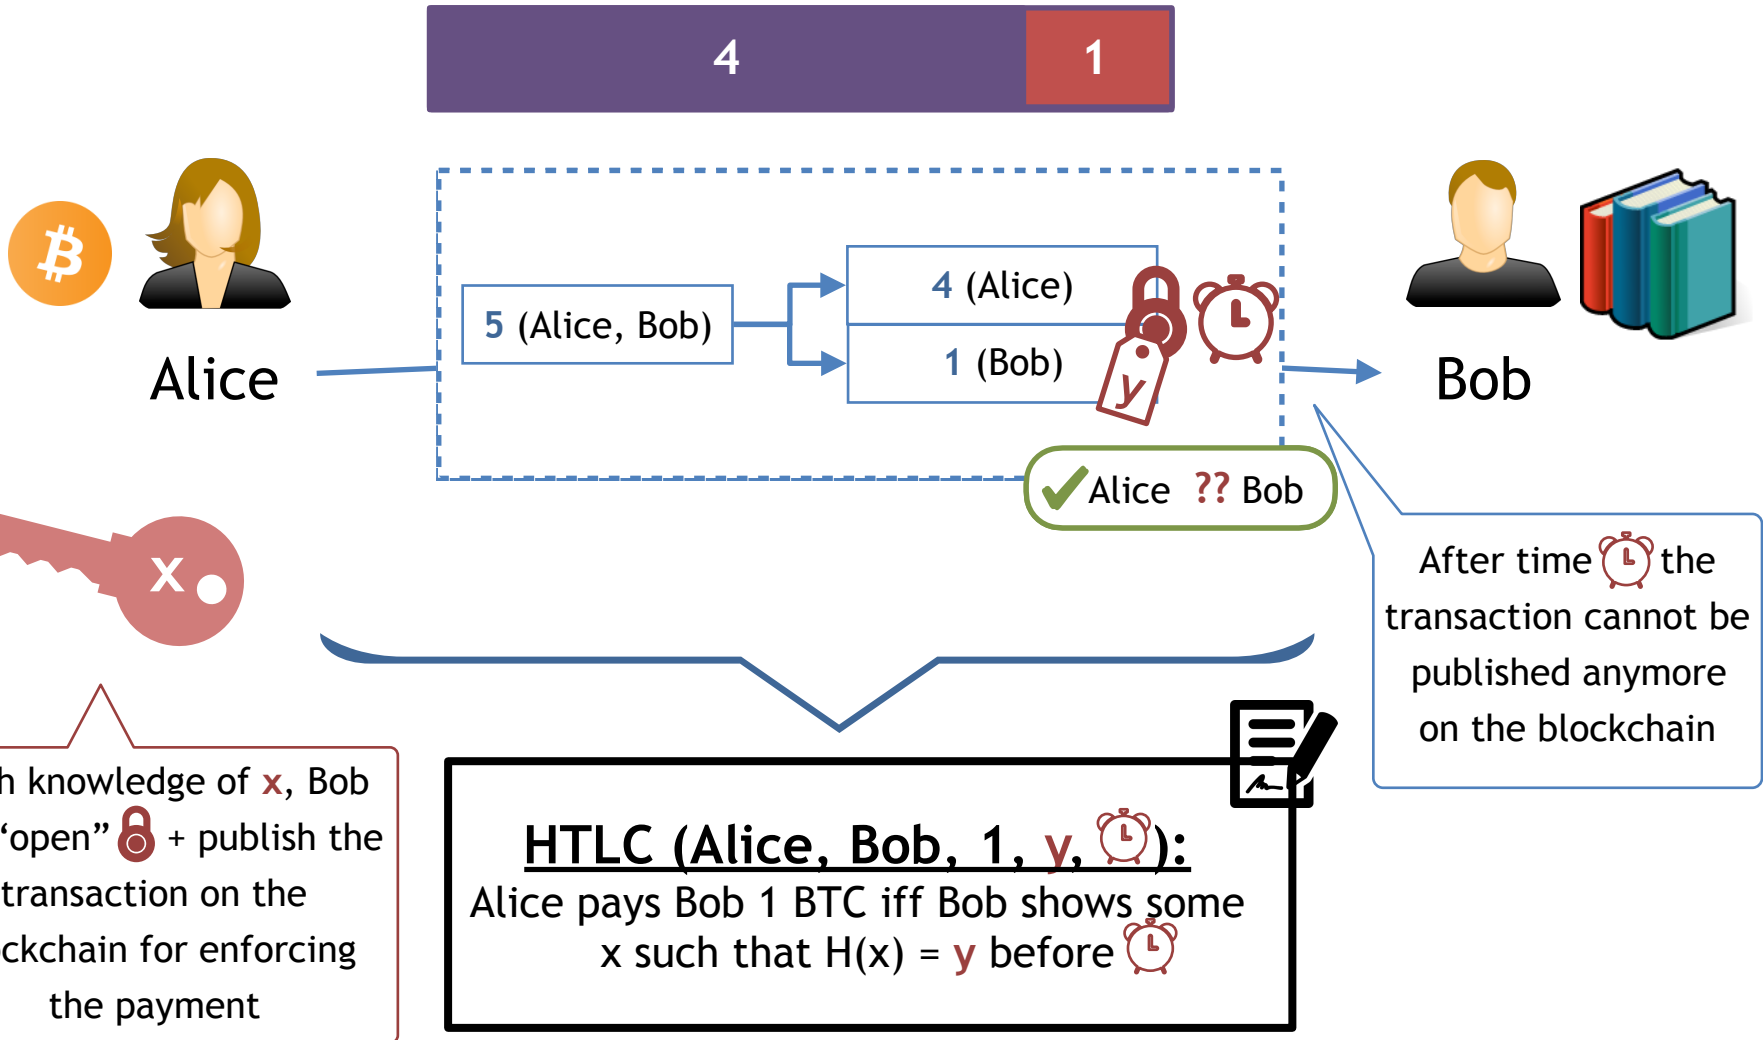 4 1
4 (Alice)
5 (Alice, Bob)
1 (Bob)
y
Alice Bob
Alice ?? Bob
x
After time the
transaction cannot be
published anymore
on the blockchain
knowledge of x, Bob
“open” + publish the
transaction on the
for enforcing
the payment
HTLC (Alice, Bob, 1, y, ):
Alice pays Bob 1 BTC iff Bob shows some
x such that H(x) = y before